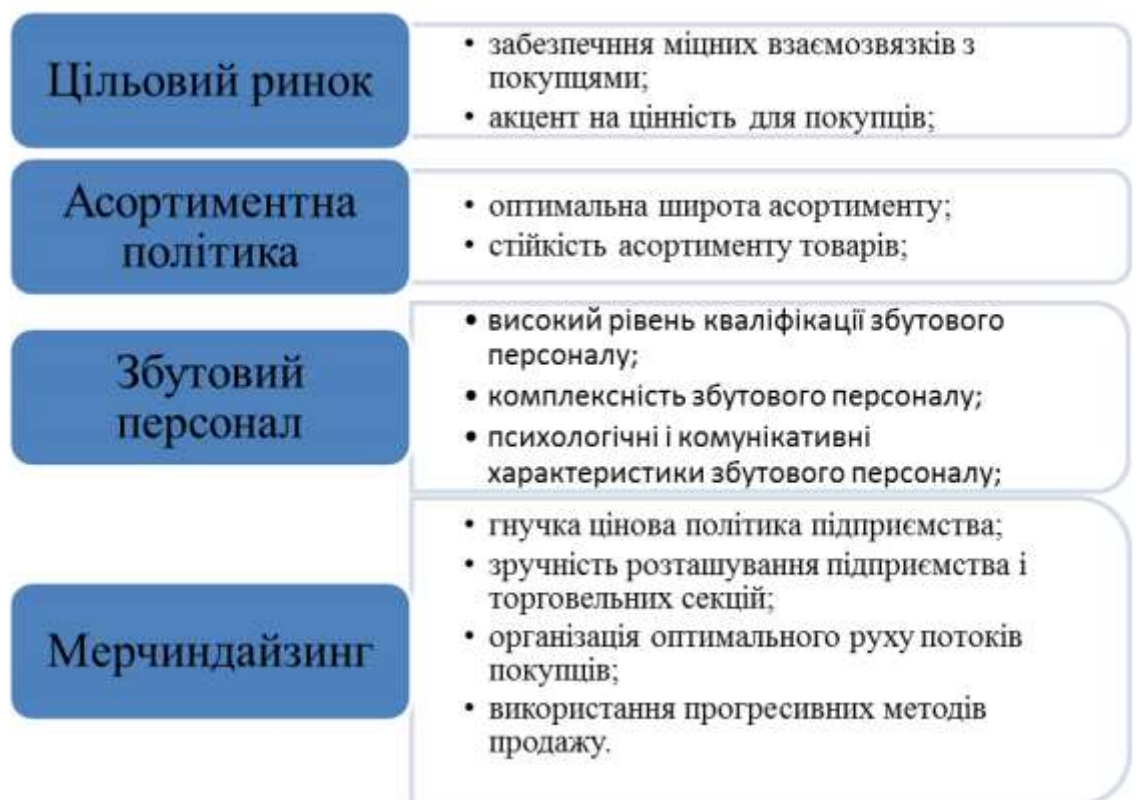 Цільовий ринок
• забезпечння міцних взаємозвязків з
покупцями;
• акцент на цінність для покупців;
Асортиментна
політика
• оптимальна широта асортименту;
• стійкість асортименту товарів;
Збутовий
персонал
• високий рівень кваліфікації збутового
персоналу;
• комплексність збутового персоналу;
• психологічні і комунікативні
характеристики збутового персоналу;
Мерчиндайзинг
• гнучка цінова політика підприємства;
• зручність розташування підприємства і
торговельних секцій;
• організація оптимального руху потоків
покупців;
• використання прогресивних методів
продажу.